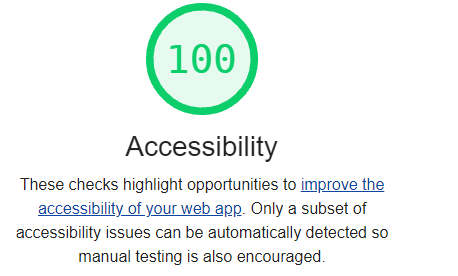 100
Accessibility
These checks highlight opportunities to improve the
accessibility of your web app. Only a subset of
accessibility issues can be automatically detected so
manual testing is also encouraged.